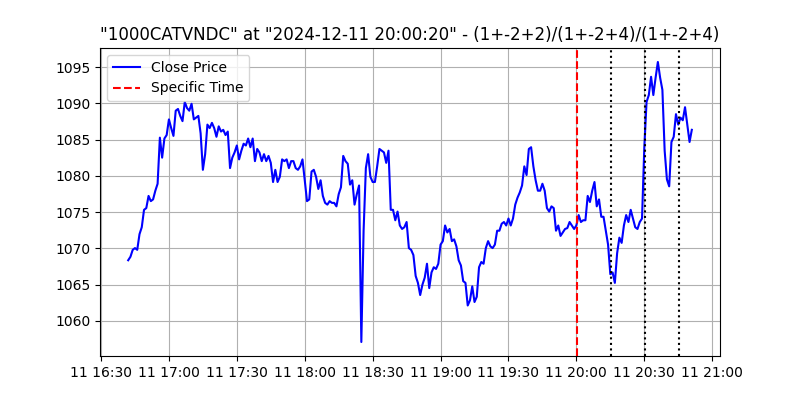 "1000CATVNDC" at "2024-12-11 20:00:20" - (1+-2+2)/(1+-2+4)/(1+-2+4)
Close Price
Specific Time
1095
1090
1085
1080
1075
1070
1065
1060
11 16:30 11 17:00 11 17:30 11 18:00 11 18:30 11 19:00 11 19:30 11 20:00 11 20:30 11 21:00